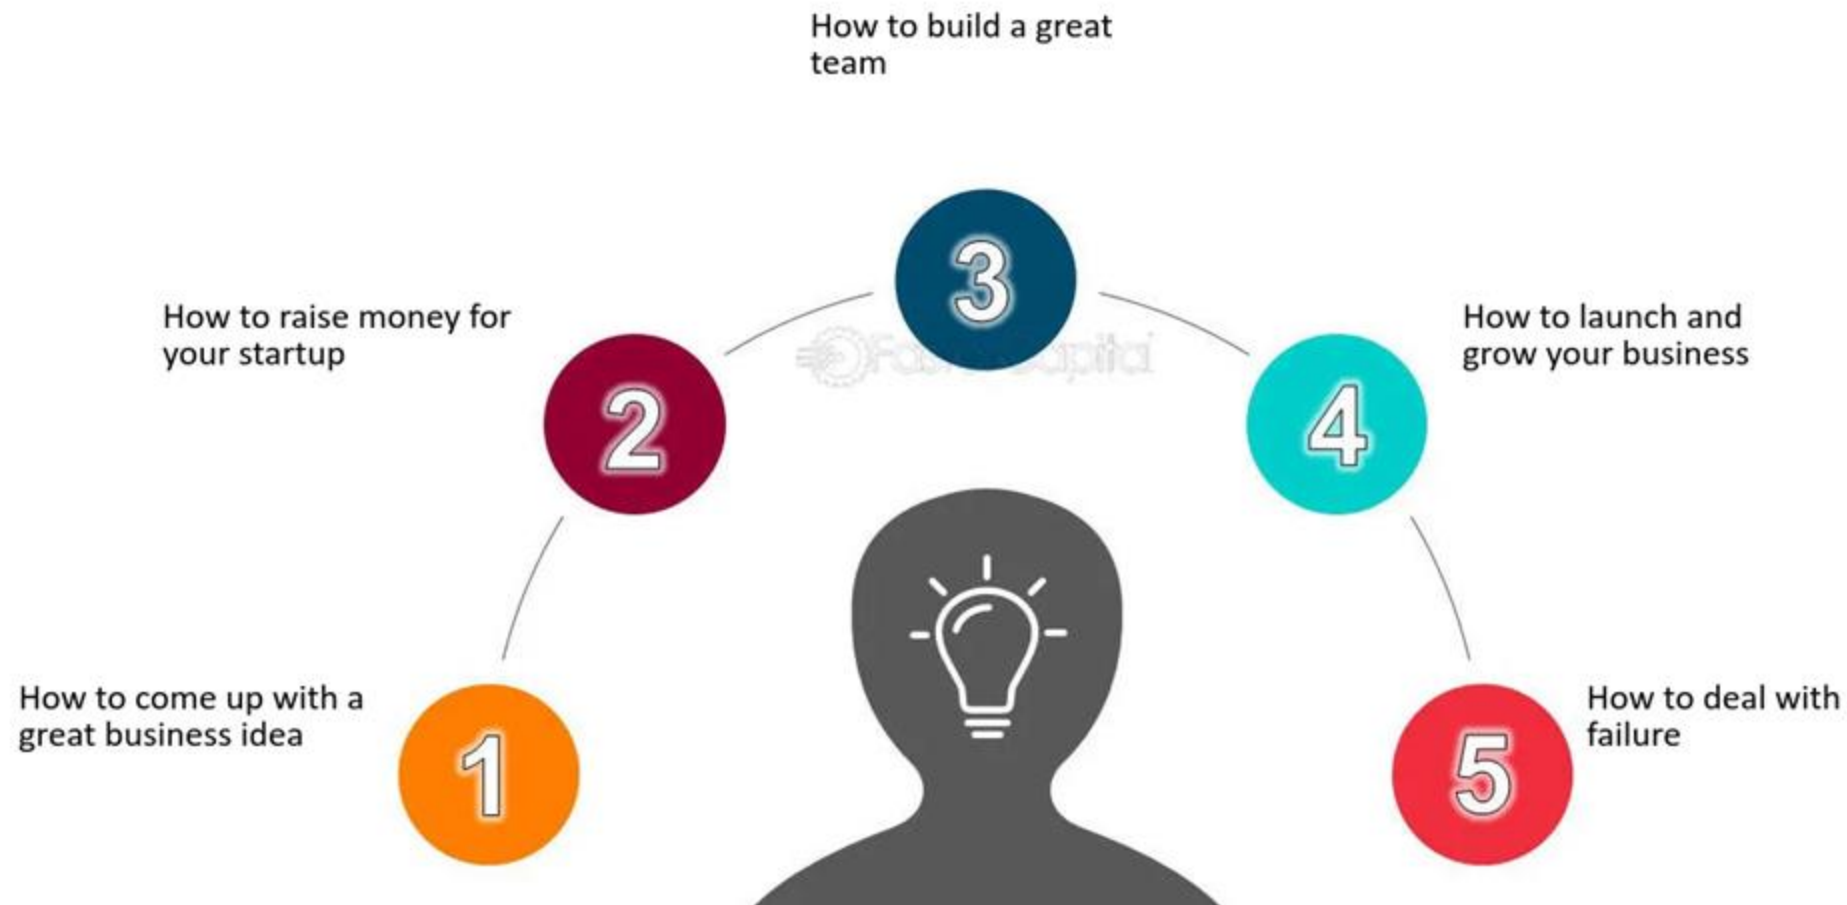 How to build a great
team
3
How to raise money for
your startup
2
How to launch and
grow your business
4
How to come up with a
great business idea
1
How to deal with
failure
5